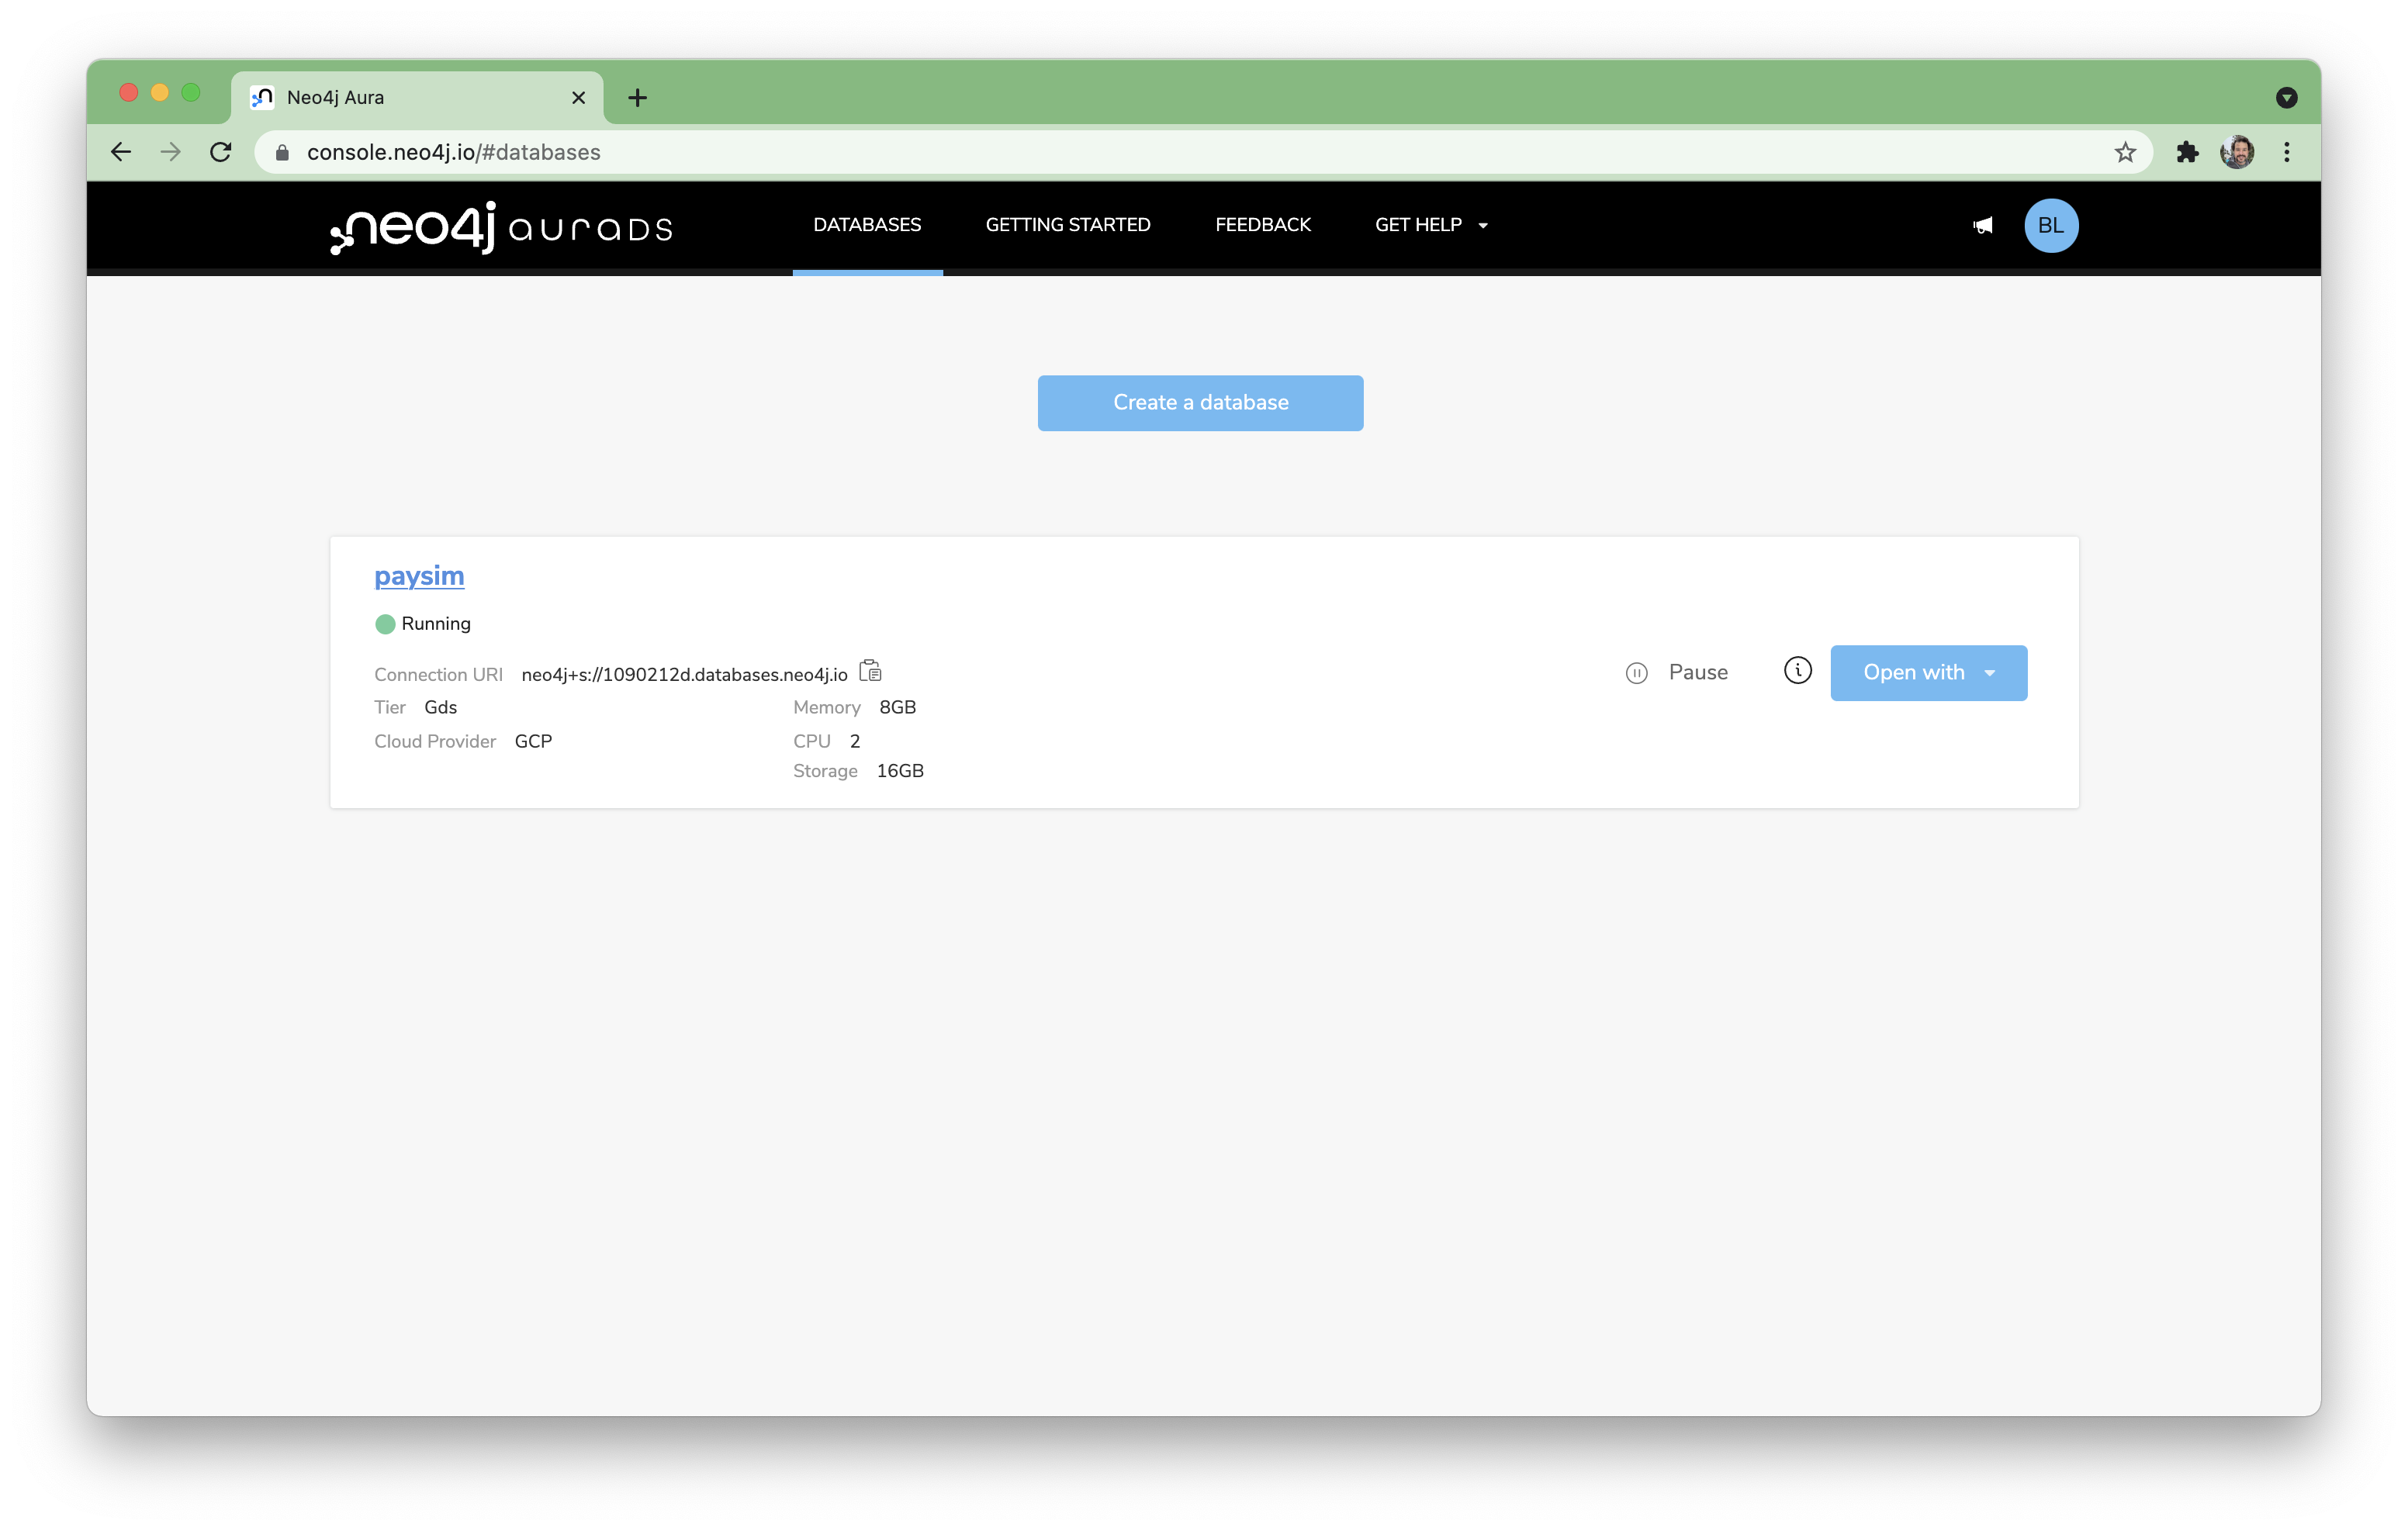 Neo4j Aura
console.neo4j.io/#databases
neo4j auraDS
DATABASES
GETTING STARTED
FEEDBACK
GET HELP
BL
Create a database
paysim
Running
Connection URI neo4j+s://1090212d.databases.neo4j.io
Pause
Open with
Tier Gds
Memory 8GB
Cloud Provider GCP
CPU 2
Storage 16GB